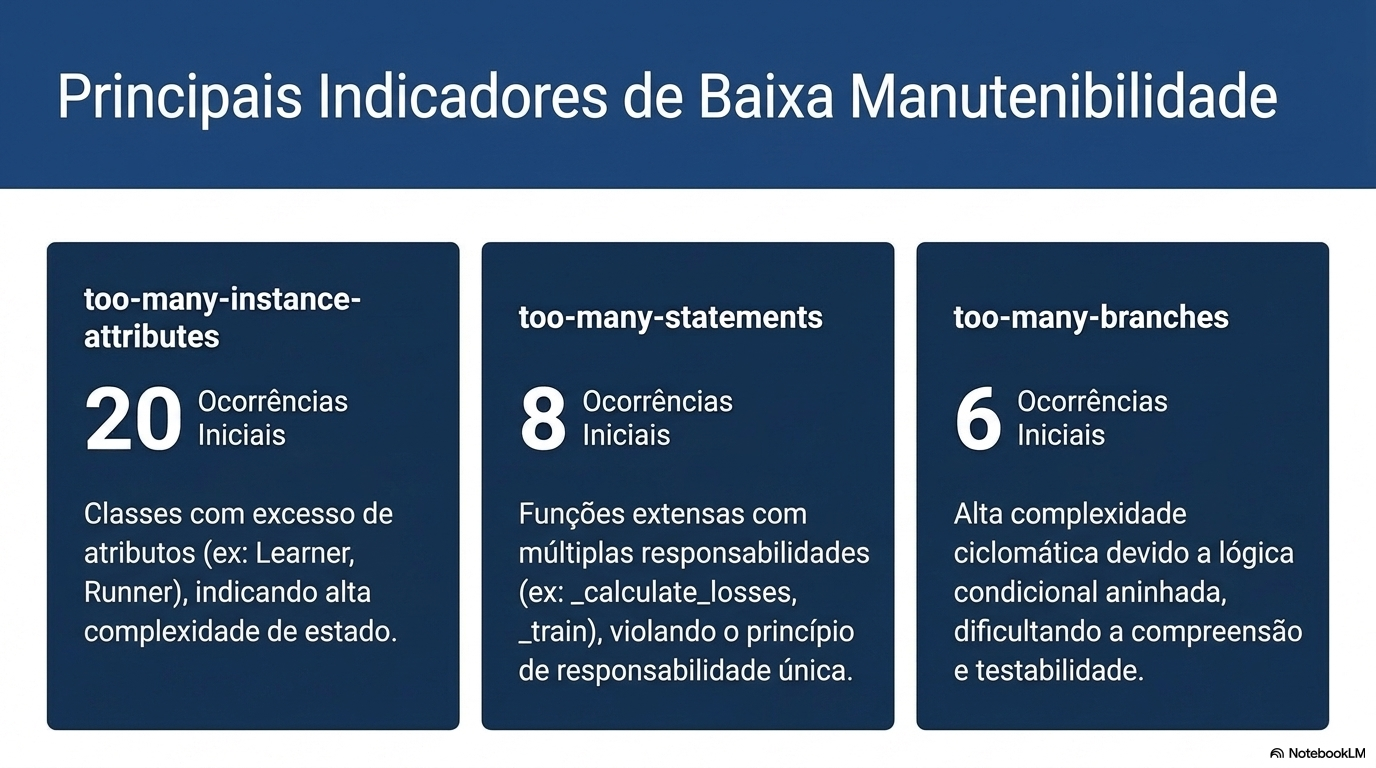 Principais Indicadores de Baixa Manutenibilidade
too-many-instance-
attributes
20
Ocorrências
Iniciais
Classes com excesso de
atributos (ex: Learner,
Runner), indicando alta
complexidade de estado.
too-many-statements
8
Ocorrências
Iniciais
Funções extensas com
múltiplas responsabilidades
(ex: _calculate_losses,
_train), violando o princípio
de responsabilidade única.
too-many-branches
6
Ocorrências
Iniciais
Alta complexidade
ciclomática devido a lógica
condicional aninhada,
dificultando a compreensão
e testabilidade.
NotebookLM